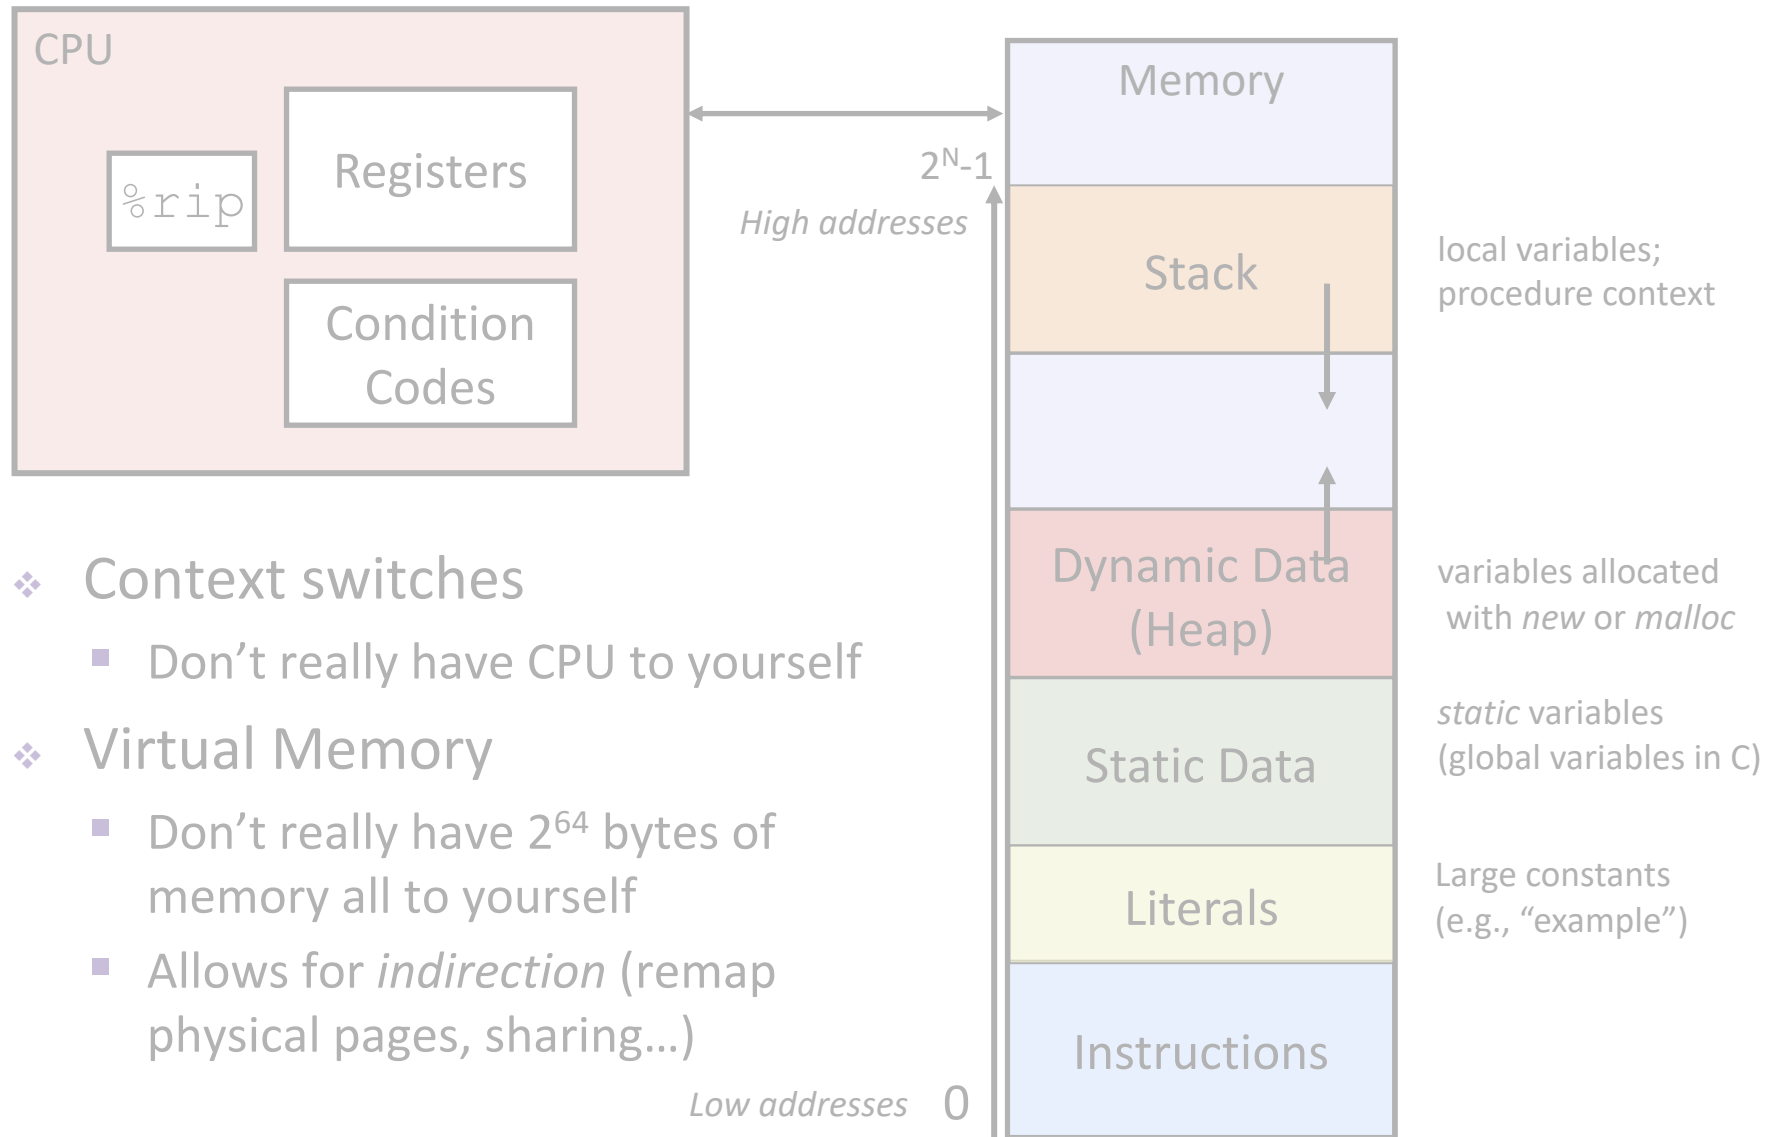 CPU
%rip
Registers
Condition
Codes
Memory
2ᴺ-1
High addresses
Stack
local variables;
procedure context
Dynamic Data
(Heap)
variables allocated
with new or malloc
Static Data
static variables
(global variables in C)
Literals
Large constants
(e.g., “example”)
Instructions
Low addresses 0
Context switches
Don’t really have CPU to yourself
Virtual Memory
Don’t really have 2⁶⁴ bytes of
memory all to yourself
Allows for indirection (remap
physical pages, sharing…)